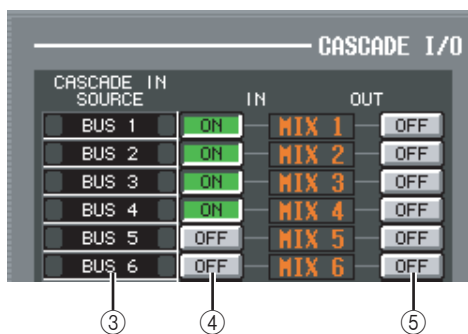 CASCADE I/O
CASCADE IN
SOURCE IN OUT
BUS 1 ON MIX 1 OFF
BUS 2 ON MIX 2 OFF
BUS 3 ON MIX 3 OFF
BUS 4 ON MIX 4 OFF
BUS 5 OFF MIX 5 OFF
BUS 6 OFF MIX 6 OFF
③ ④ ⑤